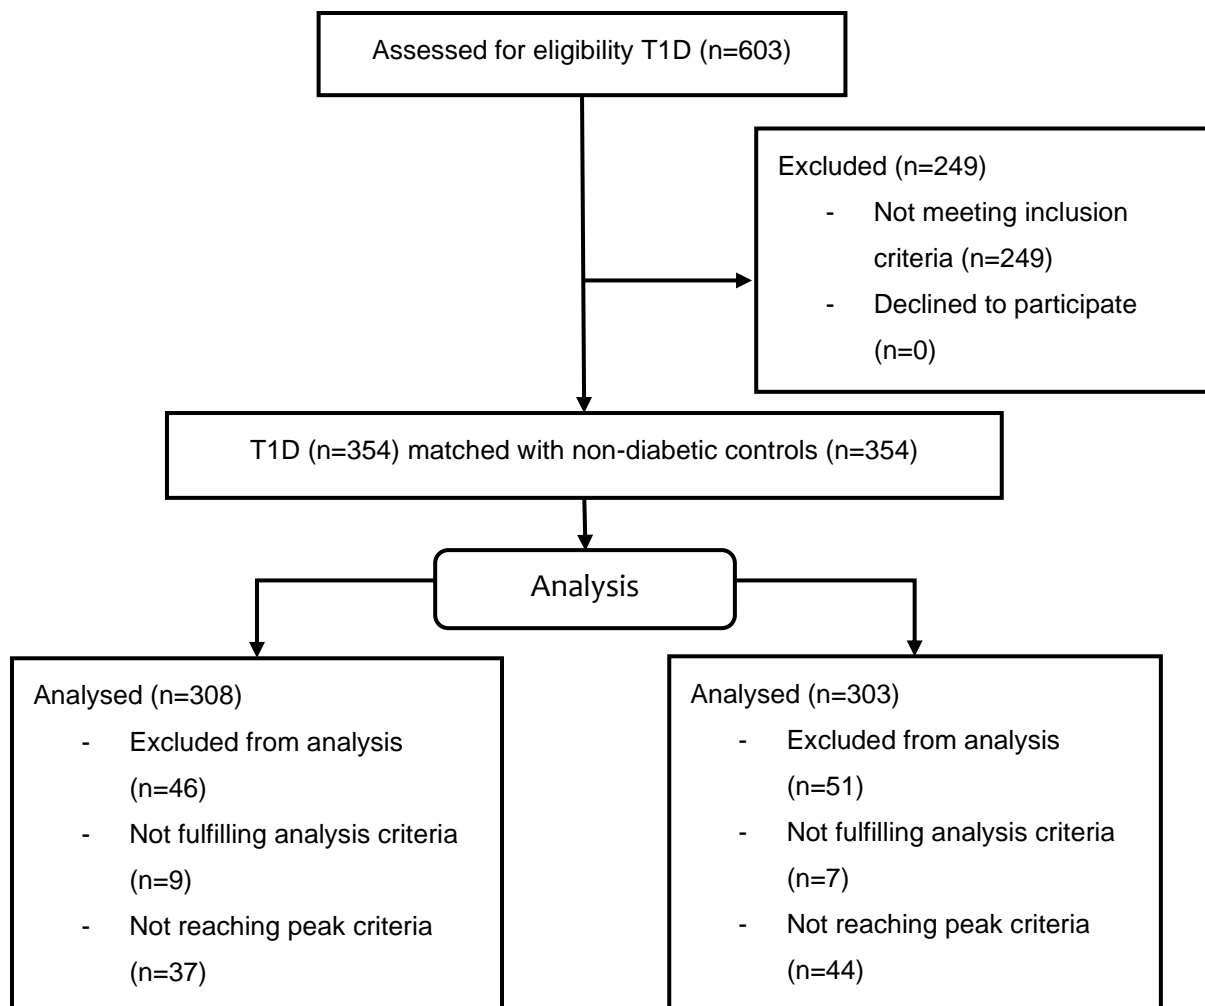 Assessed for eligibility T1D (n=603)
Excluded (n=249)
- Not meeting inclusion
criteria (n=249)
- Declined to participate
(n=0)
T1D (n=354) matched with non-diabetic controls (n=354)
Analysis
Analysed (n=308)
- Excluded from analysis
(n=46)
- Not fulfilling analysis criteria
(n=9)
- Not reaching peak criteria
(n=37)
Analysed (n=303)
- Excluded from analysis
(n=51)
- Not fulfilling analysis criteria
(n=7)
- Not reaching peak criteria
(n=44)